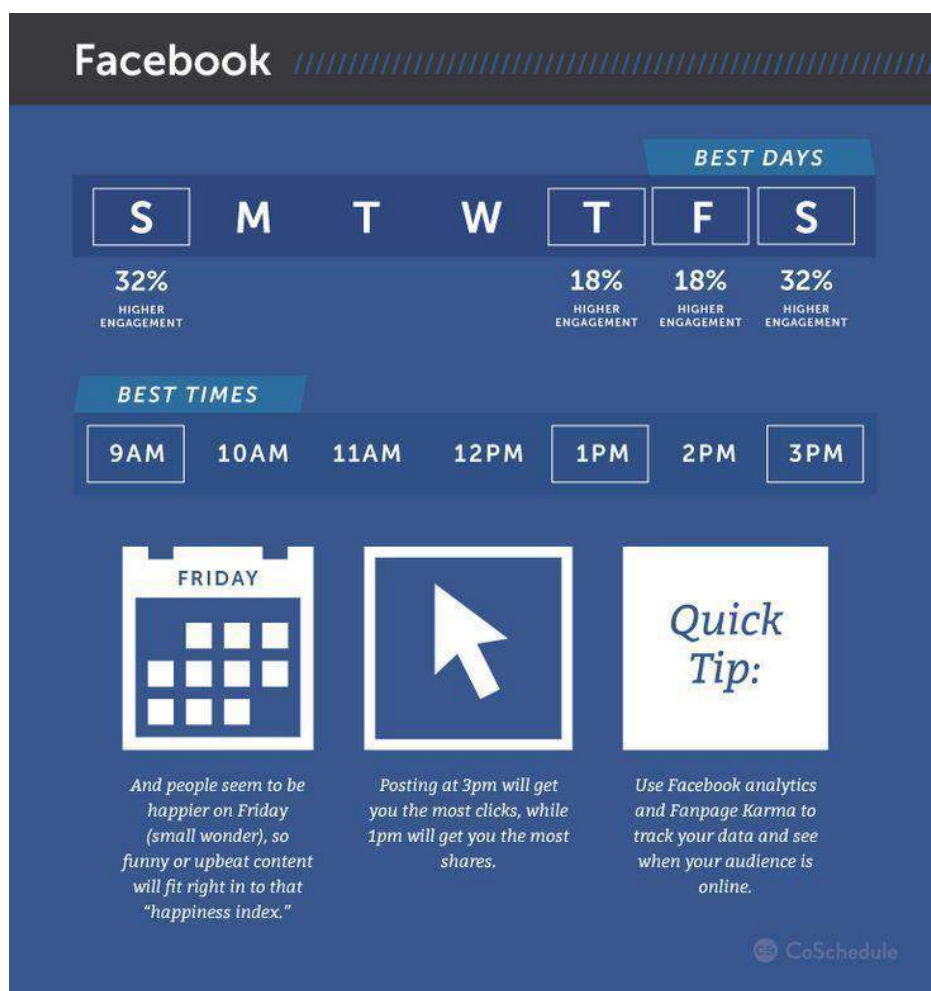 Facebook
BEST DAYS
S M T W T F S
32% 18% 18% 32%
HIGHER HIGHER HIGHER HIGHER
ENGAGEMENT ENGAGEMENT ENGAGEMENT ENGAGEMENT
BEST TIMES
9AM 10AM 11AM 12PM 1PM 2PM 3PM
FRIDAY
And people seem to be
happier on Friday
(small wonder), so
funny or upbeat content
will fit right in to that
“happiness index.”
Posting at 3pm will get
you the most clicks, while
1pm will get you the most
shares.
Quick
Tip:
Use Facebook analytics
and Fanpage Karma to
track your data and see
when your audience is
online.
CoSchedule